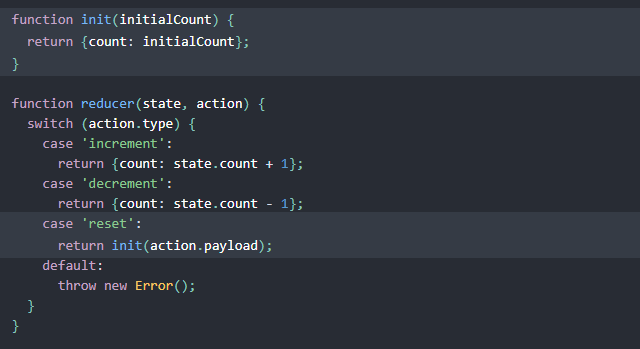 function init(initialCount) {
  return {count: initialCount};
}
function reducer(state, action) {
  switch (action.type) {
    case 'increment':
      return {count: state.count + 1};
    case 'decrement':
      return {count: state.count - 1};
    case 'reset':
      return init(action.payload);
    default:
      throw new Error();
  }
}